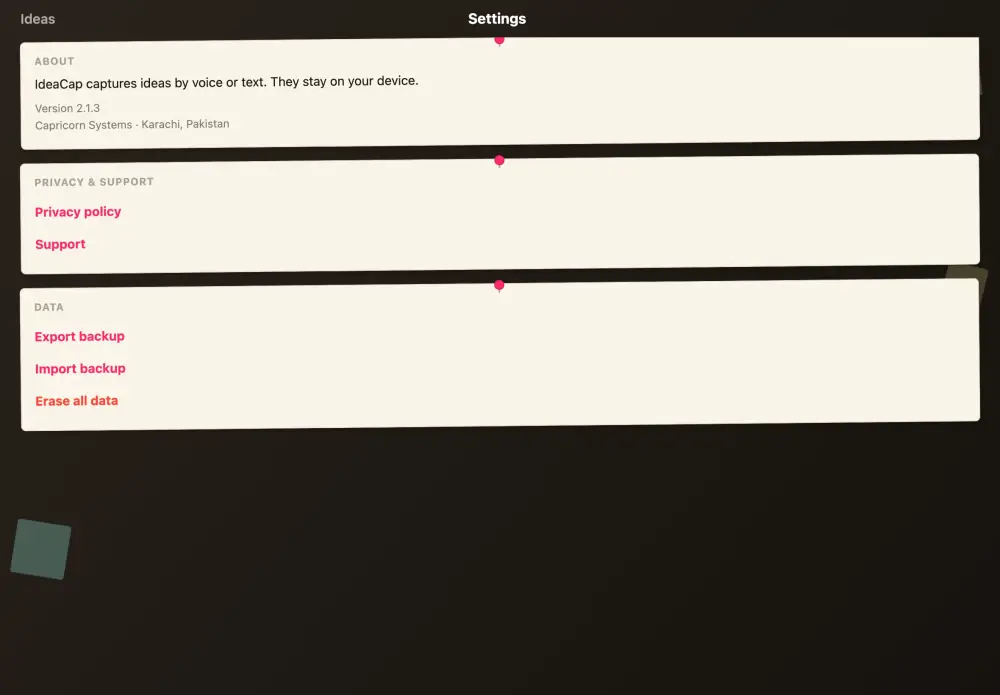 Ideas
Settings
ABOUT
IdeaCap captures ideas by voice or text. They stay on your device.
Version 2.1.3
Capricorn Systems · Karachi, Pakistan
PRIVACY & SUPPORT
Privacy policy
Support
DATA
Export backup
Import backup
Erase all data